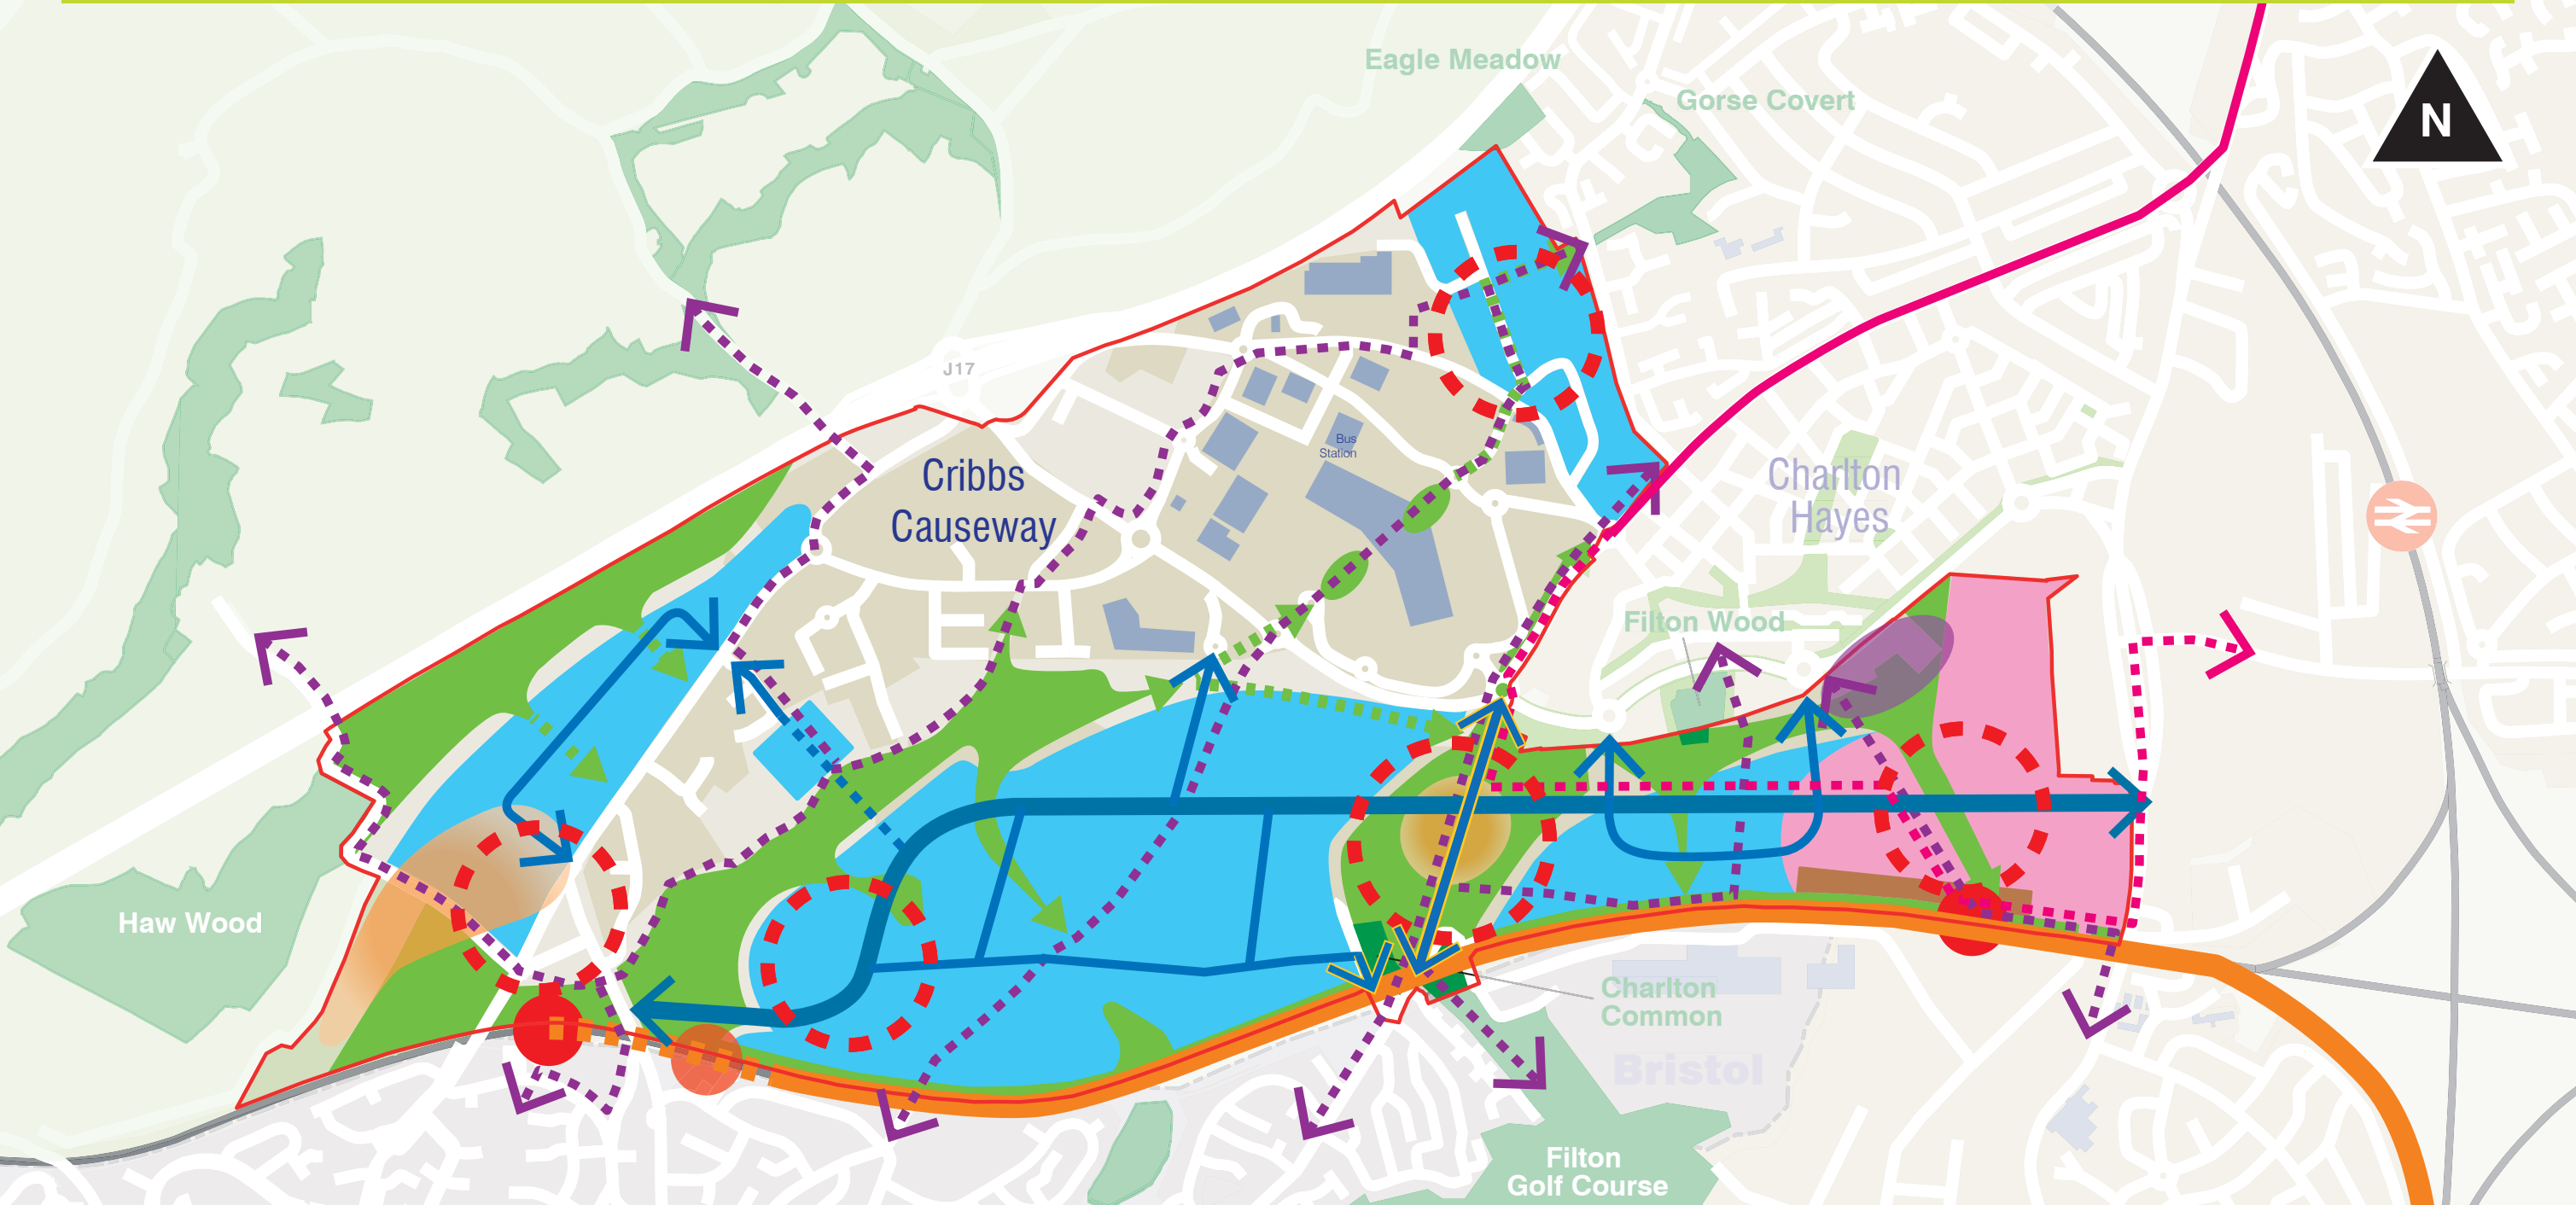 N
Eagle Meadow
Gorse Covert
J17
Bus
Station
Cribbs
Causeway
Charlton
Hayes
Filton Wood
Haw Wood
Charlton
Common
Bristol
Filton
Golf Course